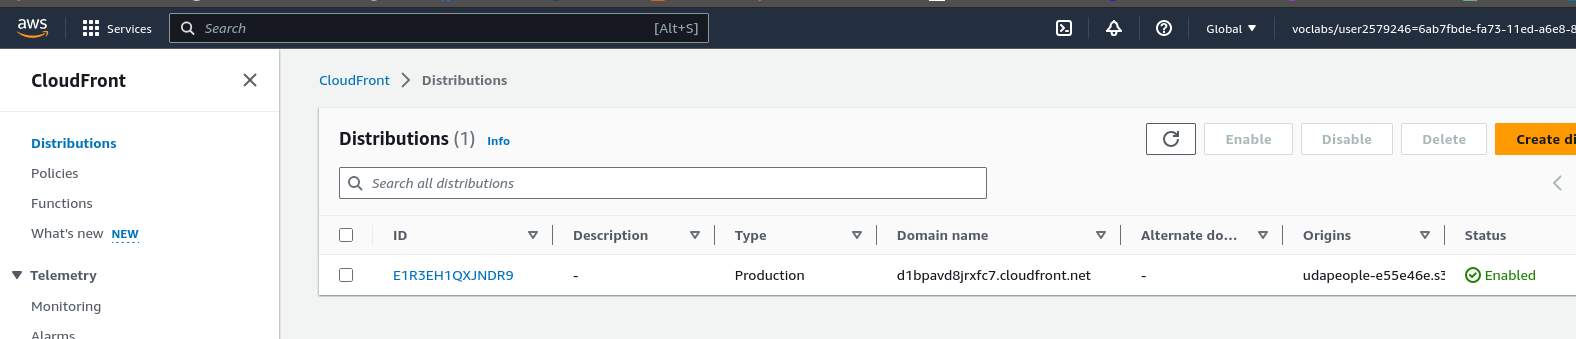 aws
Services
Search [Alt+S]
Global
voclabs/user2579246=6ab7fbde-fa73-11ed-a6e8-8
CloudFront
CloudFront Distributions
Distributions
Policies
Functions
What's new NEW
Telemetry
Monitoring
Alarms
Distributions (1) Info
Enable Disable Delete Create di
Search all distributions
ID Description Type Domain name Alternate do... Origins Status
E1R3EH1QXJNDR9 - Production d1bpavd8jrxfc7.cloudfront.net - udapeople-e55e46e.s3 Enabled